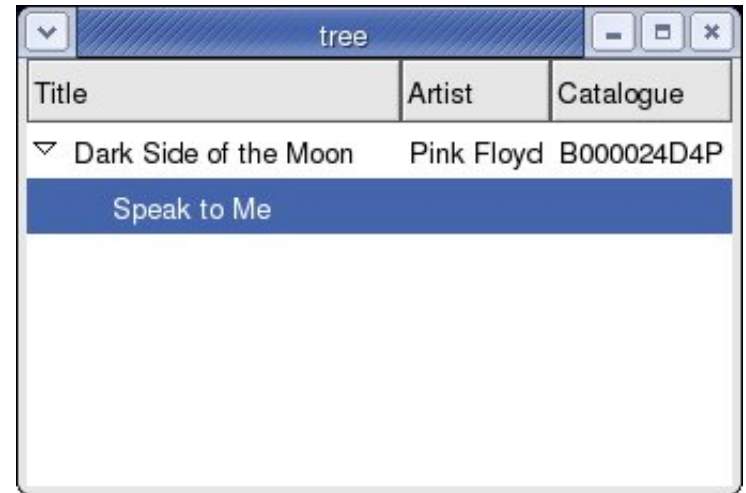 tree
Title Artist Catalogue
Dark Side of the Moon Pink Floyd B000024D4P
Speak to Me